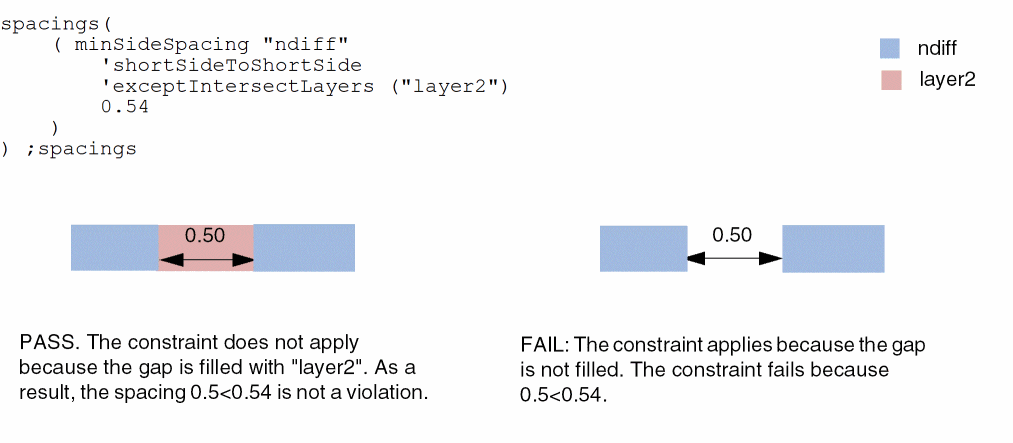 spacings(
    ( minSideSpacing "ndiff"
        'shortSideToShortSide
        'exceptIntersectLayers ("layer2")
        0.54
    )
) ;spacings
ndiff
layer2
0.50
0.50
PASS. The constraint does not apply
because the gap is filled with "layer2". As a
result, the spacing 0.5<0.54 is not a violation.
FAIL: The constraint applies because the gap
is not filled. The constraint fails because
0.5<0.54.